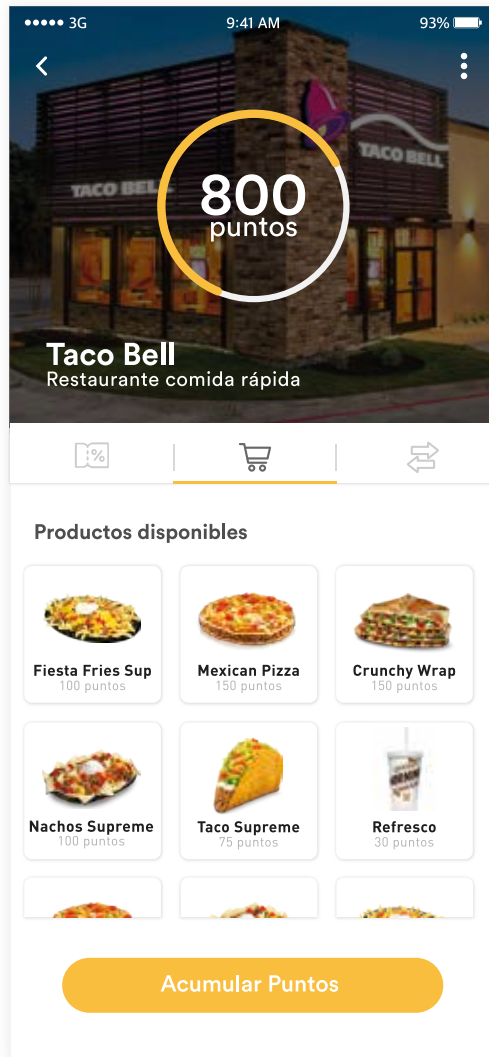 3G
9:41 AM
93%
TACO BELL
TACO BELL
800
puntos
Taco Bell
Restaurante comida rápida
%
Productos disponibles
Fiesta Fries Sup
100 puntos
Mexican Pizza
150 puntos
Crunchy Wrap
150 puntos
Nachos Supreme
100 puntos
Taco Supreme
75 puntos
Refresco
30 puntos
Acumular Puntos